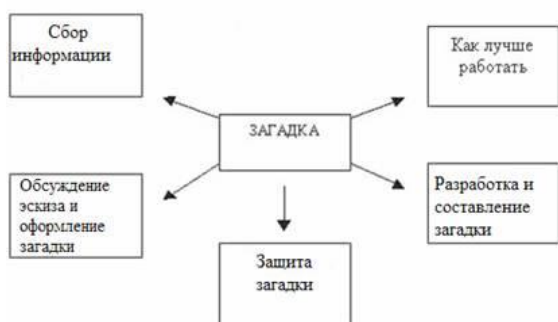 Сбор
информации
Как лучше
работать
ЗАГАДКА
Обсуждение
эскиза и
оформление
загадки
Разработка и
составление
загадки
Защита
загадки